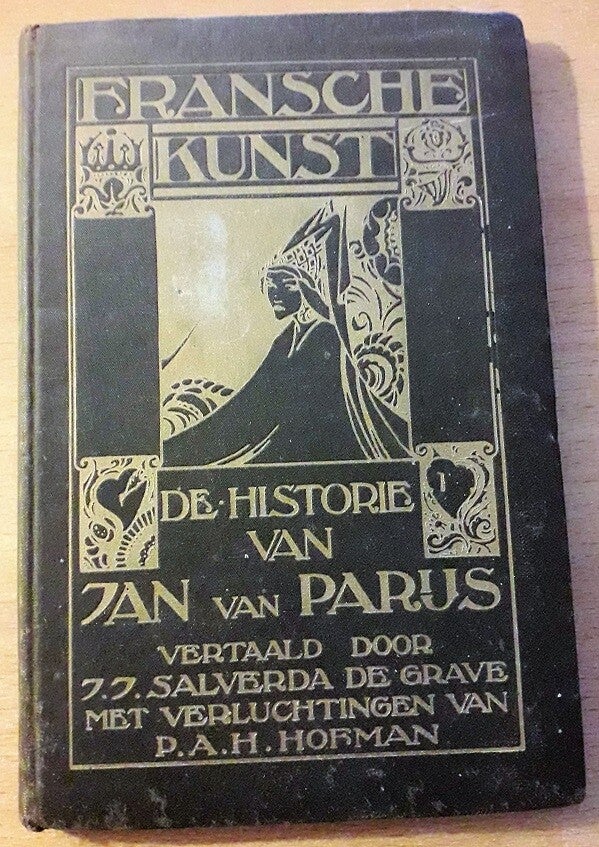 FRANSCHE
KUNST
DE·HISTORIE
VAN
JAN VAN PARIJS
VERTAALD DOOR
J.J. SALVERDA DE GRAVE
MET VERLUCHTINGEN VAN
P.A.H. HOFMAN